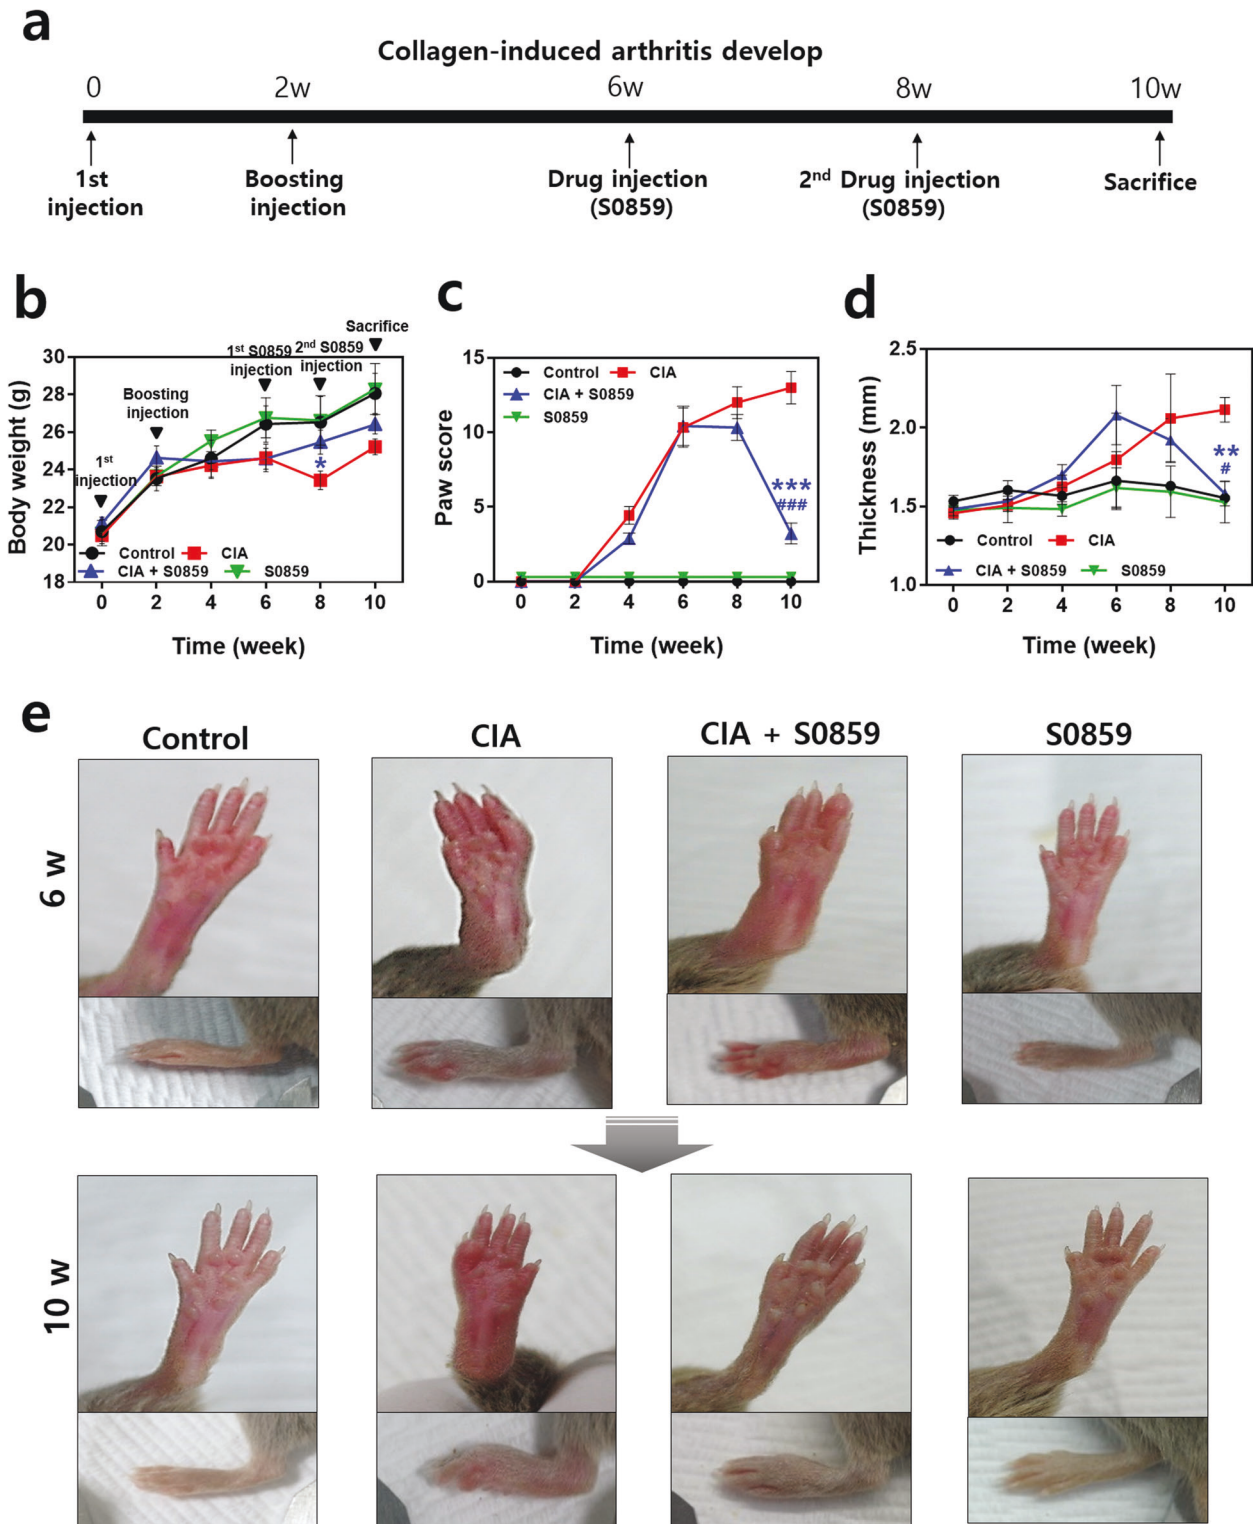 a
Collagen-induced arthritis develop
0 2w 6w 8w 10w
1st
injection
Boosting
injection
Drug injection
(S0859)
2nd Drug injection
(S0859)
Sacrifice
b
Sacrifice
1st S0859
injection
2nd S0859
injection
Boosting
injection
1st
injection
*
Body weight (g)
30
28
26
24
22
20
18
Control CIA
CIA + S0859 S0859
0 2 4 6 8 10
Time (week)
c
Paw score
15
10
5
0
Control CIA
CIA + S0859
S0859
***
###
0 2 4 6 8 10
Time (week)
d
Thickness (mm)
2.5
2.0
1.5
1.0
**
#
Control CIA
CIA + S0859 S0859
0 2 4 6 8 10
Time (week)
e
Control CIA CIA + S0859 S0859
6 w
10 w